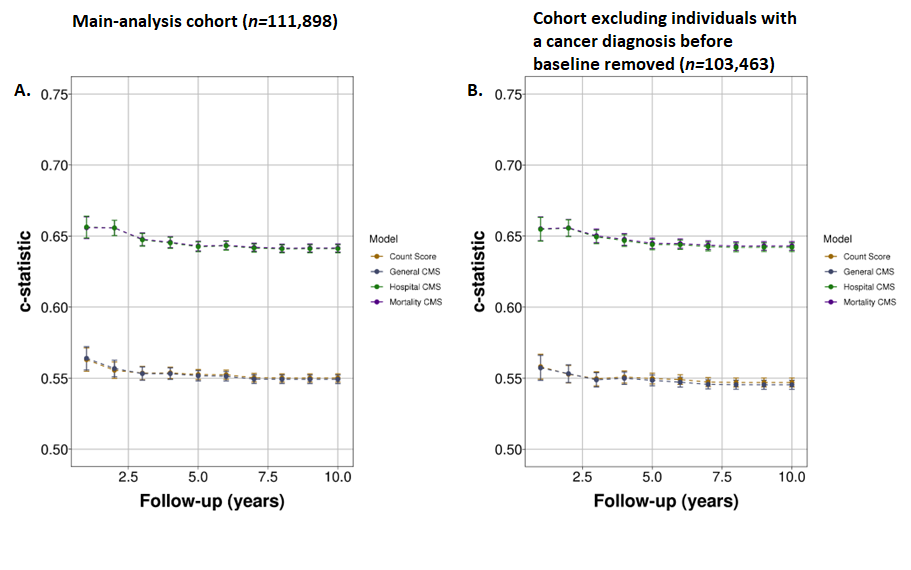 Main-analysis cohort (n=111,898)
Cohort excluding individuals with
a cancer diagnosis before
baseline removed (n=103,463)
A.
0.75
0.70
0.65
0.60
0.55
0.50
c-statistic
2.5
5.0
7.5
10.0
Follow-up (years)
Model
Count Score
General CMS
Hospital CMS
Mortality CMS
B.
0.75
0.70
0.65
0.60
0.55
0.50
c-statistic
2.5
5.0
7.5
10.0
Follow-up (years)
Model
Count Score
General CMS
Hospital CMS
Mortality CMS